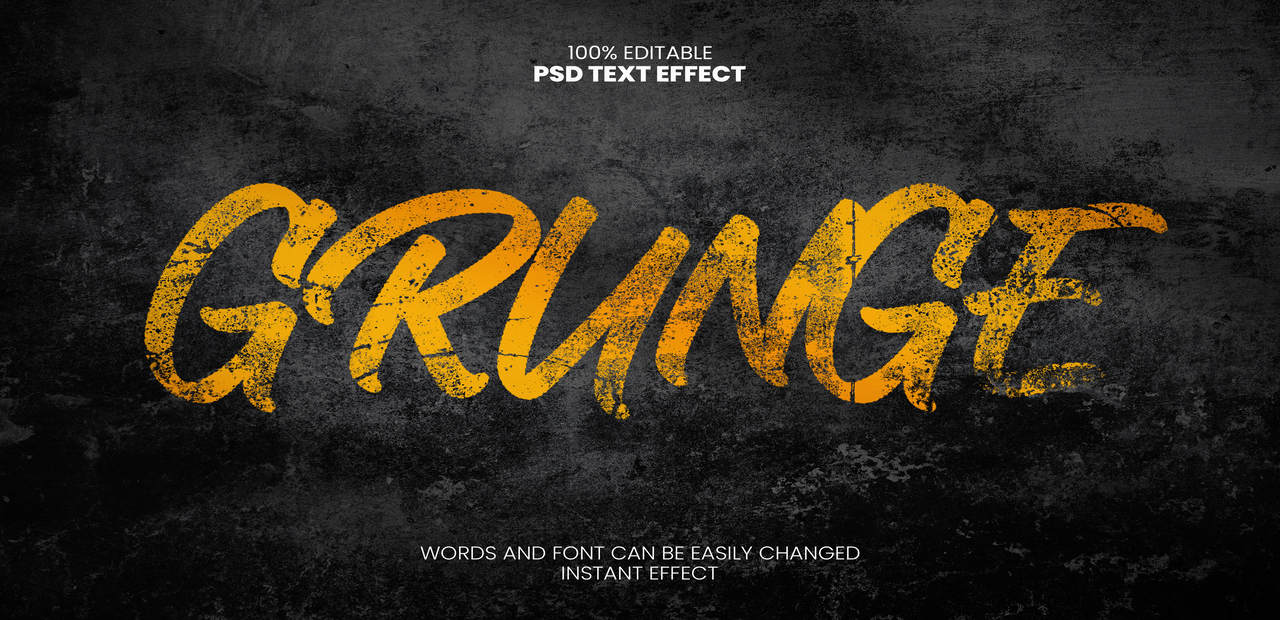 100% EDITABLE
PSD TEXT EFFECT
GRUNGE
WORDS AND FONT CAN BE EASILY CHANGED
INSTANT EFFECT